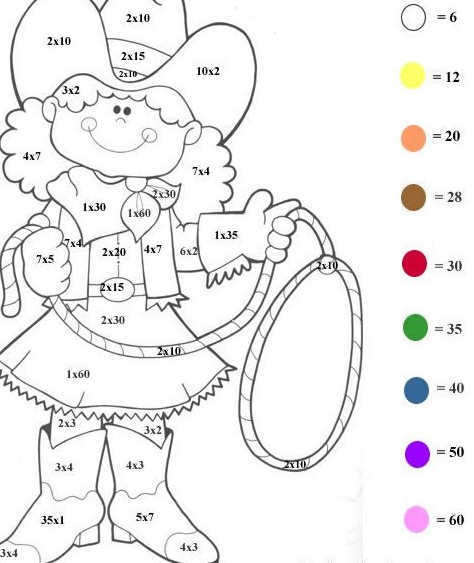 2x10
= 6
2x10
2x15
2x10
10x2
= 12
3x2
= 20
4x7
7x4
= 28
2x30
1x30
1x60
1x35
7x4
2x20
4x7
6x2
7x5
= 30
2x10
2x15
2x30
= 35
2x10
1x60
= 40
2x3
3x2
= 50
3x4
4x3
2x10
35x1
5x7
= 60
3x4
4x3